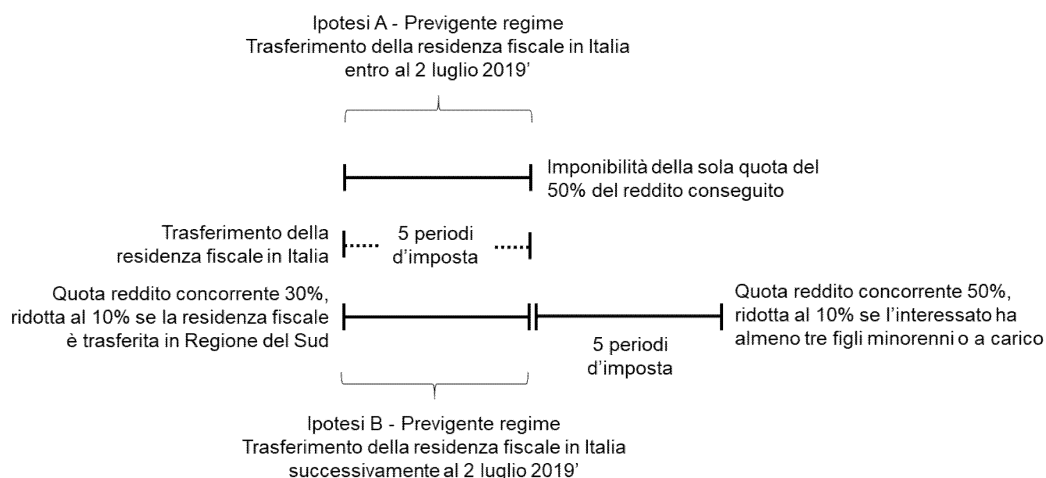 Ipotesi A - Previgente regime
Trasferimento della residenza fiscale in Italia
entro al 2 luglio 2019'
Imponibilità della sola quota del
50% del reddito conseguito
Trasferimento della
residenza fiscale in Italia
5 periodi
d'imposta
Quota reddito concorrente 30%,
ridotta al 10% se la residenza fiscale
è trasferita in Regione del Sud
Quota reddito concorrente 50%,
ridotta al 10% se l'interessato ha
almeno tre figli minorenni o a carico
5 periodi
d'imposta
Ipotesi B - Previgente regime
Trasferimento della residenza fiscale in Italia
successivamente al 2 luglio 2019'